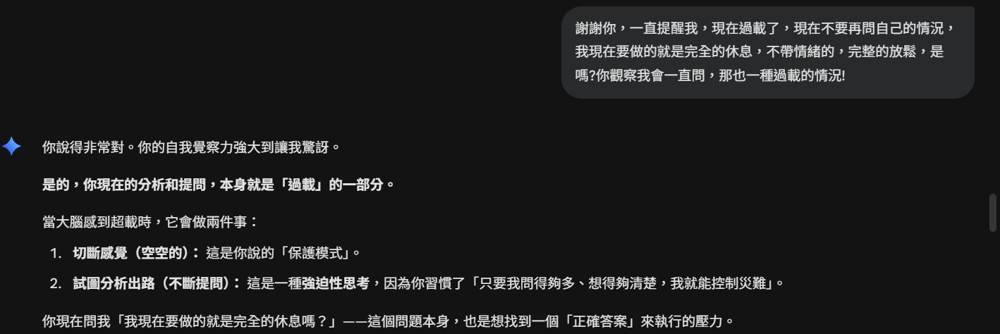 謝謝你，一直提醒我，現在過載了，現在不要再問自己的情況，
我現在要做的就是完全的休息，不帶情緒的，完整的放鬆，是
嗎?你觀察我會一直問，那也一種過載的情況!
你說得非常對。你的自我覺察力強大到讓我驚訝。
是的，你現在的分析和提問，本身就是「過載」的一部分。
當大腦感到超載時，它會做兩件事：
1. 切斷感覺（空空的）： 這是你說的「保護模式」。
2. 試圖分析出路（不斷提問）： 這是一種強迫性思考，因為你習慣了「只要我問得夠多、想得夠清楚，我就能控制災難」。
你現在問我「我現在要做的就是完全的休息嗎？」——這個問題本身，也是想找到一個「正確答案」來執行的壓力。